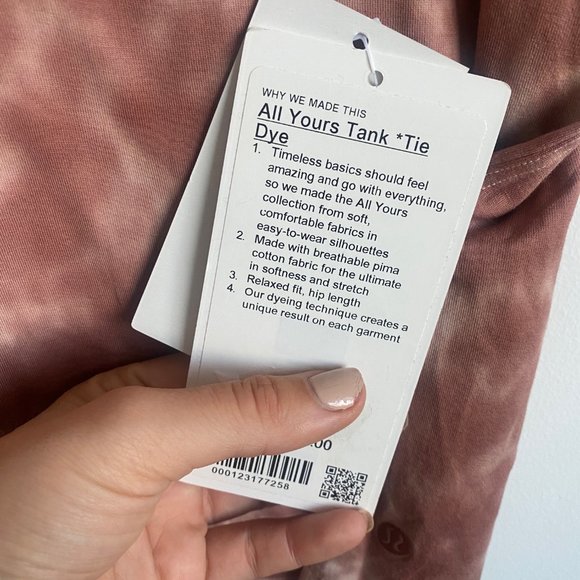 WHY WE MADE THIS
All Yours Tank *Tie
Dye
1. Timeless basics should feel
amazing and go with everything,
so we made the All Yours
collection from soft,
comfortable fabrics in
easy-to-wear silhouettes
2. Made with breathable pima
cotton fabric for the ultimate
in softness and stretch
3. Relaxed fit, hip length
4. Our dyeing technique creates a
unique result on each garment
.00
000123177258